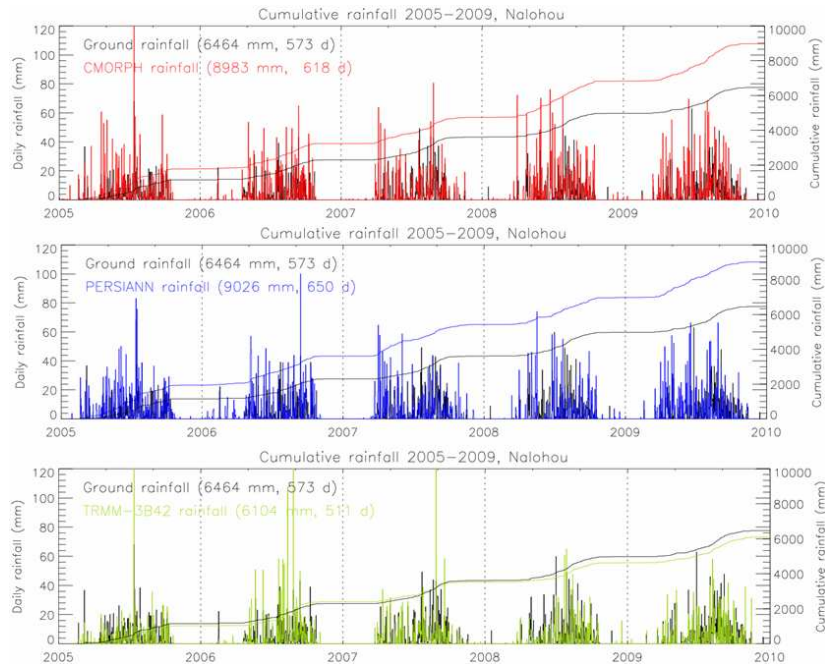 Cumulative rainfall 2005-2009, Nalohou
Ground rainfall (6464 mm, 573 d)
CMORPH rainfall (8983 mm, 618 d)
Daily rainfall (mm)
120
100
80
60
40
20
0
Cumulative rainfall (mm)
10000
8000
6000
4000
2000
0
2005 2006 2007 2008 2009 2010
Cumulative rainfall 2005-2009, Nalohou
Ground rainfall (6464 mm, 573 d)
PERSIANN rainfall (9026 mm, 650 d)
Daily rainfall (mm)
120
100
80
60
40
20
0
Cumulative rainfall (mm)
10000
8000
6000
4000
2000
0
2005 2006 2007 2008 2009 2010
Cumulative rainfall 2005-2009, Nalohou
Ground rainfall (6464 mm, 573 d)
TRMM-3B42 rainfall (6104 mm, 511 d)
Daily rainfall (mm)
120
100
80
60
40
20
0
Cumulative rainfall (mm)
10000
8000
6000
4000
2000
0
2005 2006 2007 2008 2009 2010